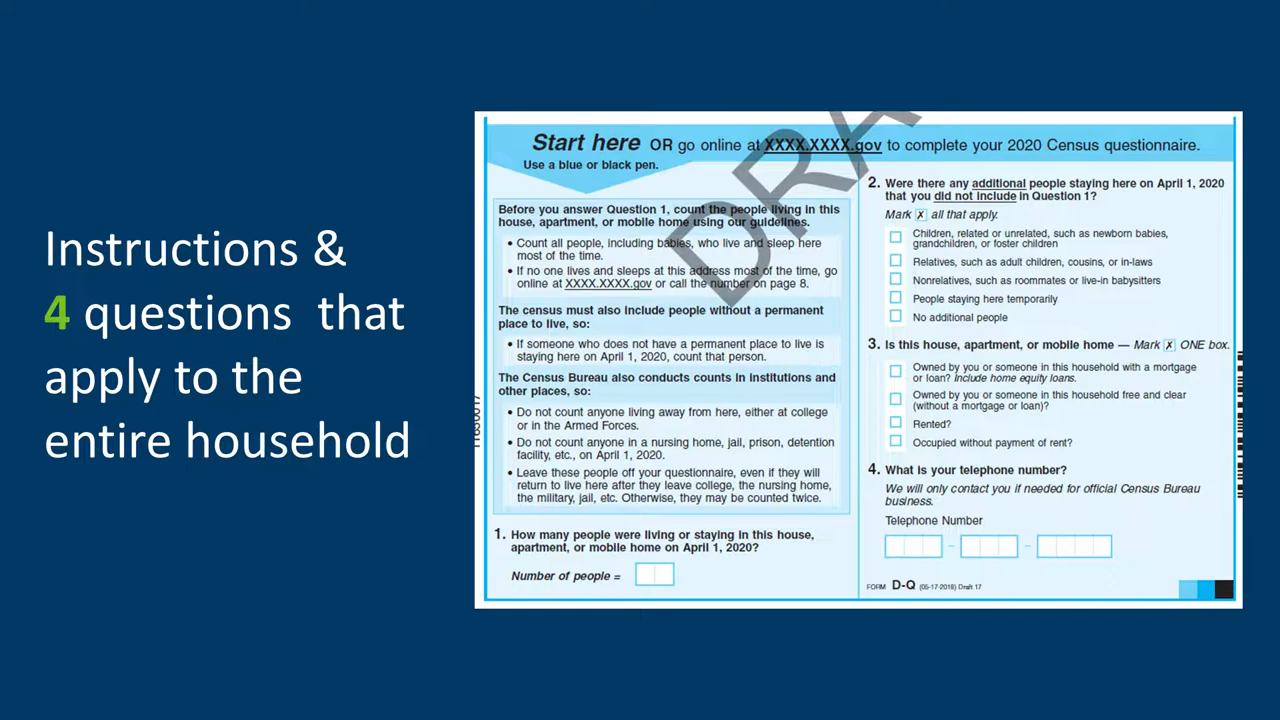 Instructions &
4 questions that
apply to the
entire household
Start here OR go online at XXXX.XXXX.gov to complete your 2020 Census questionnaire.
Use a blue or black pen.
Before you answer Question 1, count the people living in this
house, apartment, or mobile home using our guidelines.
• Count all people, including babies, who live and sleep here
most of the time.
• If no one lives and sleeps at this address most of the time, go
online at XXXX.XXXX.gov or call the number on page 8.
The census must also include people without a permanent
place to live, so:
• If someone who does not have a permanent place to live is
staying here on April 1, 2020, count that person.
The Census Bureau also conducts counts in institutions and
other places, so:
• Do not count anyone living away from here, either at college
or in the Armed Forces.
• Do not count anyone in a nursing home, jail, prison, detention
facility, etc., on April 1, 2020.
• Leave these people off your questionnaire, even if they will
return to live here after they leave college, the nursing home,
the military, jail, etc. Otherwise, they may be counted twice.
1. How many people were living or staying in this house,
apartment, or mobile home on April 1, 2020?
Number of people =
2. Were there any additional people staying here on April 1, 2020
that you did not include in Question 1?
Mark ☒ all that apply.
Children, related or unrelated, such as newborn babies,
grandchildren, or foster children
Relatives, such as adult children, cousins, or in-laws
Nonrelatives, such as roommates or live-in babysitters
People staying here temporarily
No additional people
3. Is this house, apartment, or mobile home — Mark ☒ ONE box.
Owned by you or someone in this household with a mortgage
or loan? Include home equity loans.
Owned by you or someone in this household free and clear
(without a mortgage or loan)?
Rented?
Occupied without payment of rent?
4. What is your telephone number?
We will only contact you if needed for official Census Bureau
business.
Telephone Number
– –
FORM D-Q (05-17-2018) Draft 17
DRA